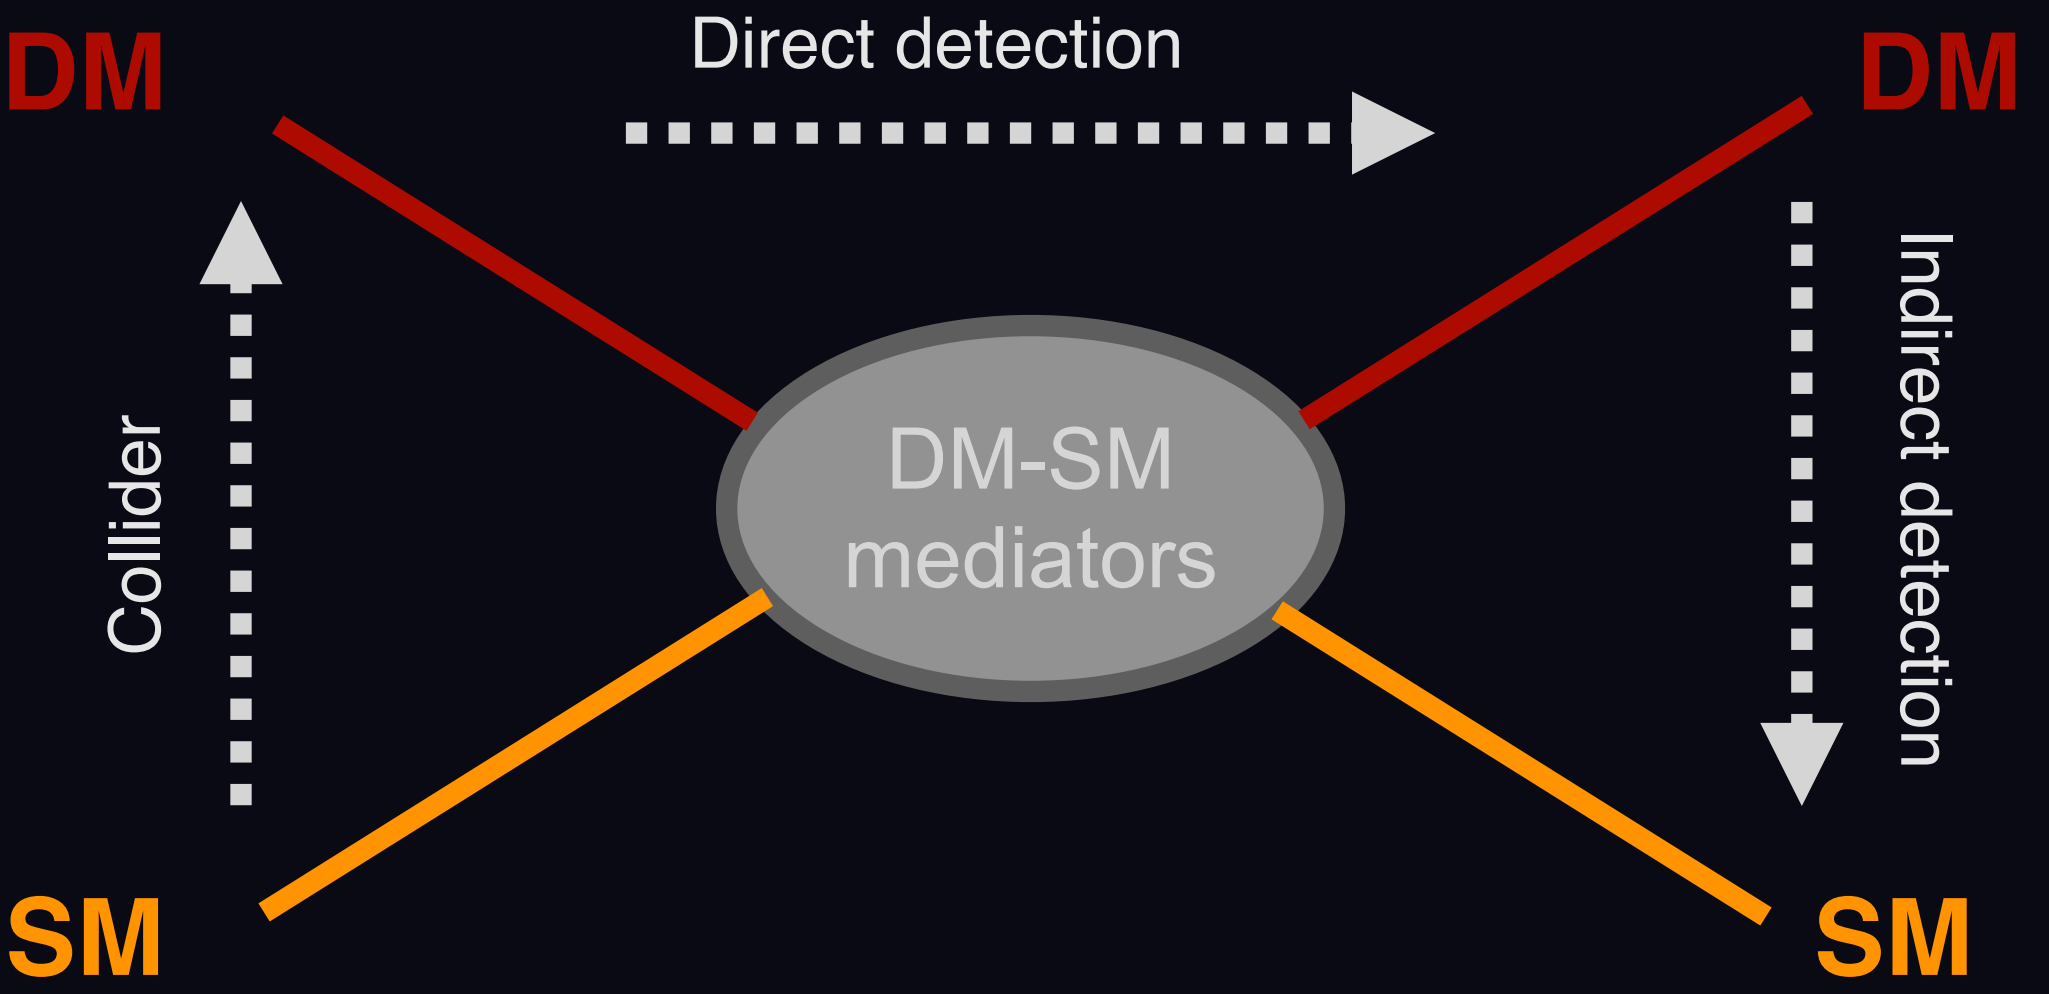 DM
Direct detection
DM
Collider
DM-SM
mediators
Indirect detection
SM
SM